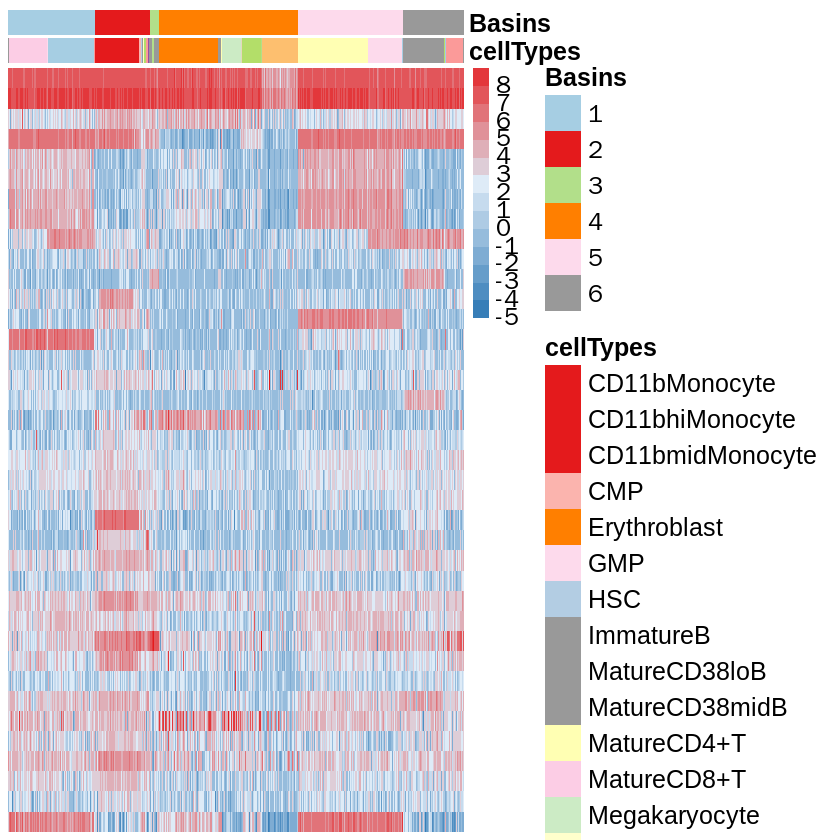 Basins
cellTypes
8
7
6
5
4
3
2
1
0
-1
-2
-3
-4
-5
Basins
1
2
3
4
5
6
cellTypes
CD11bMonocyte
CD11bhiMonocyte
CD11bmidMonocyte
CMP
Erythroblast
GMP
HSC
ImmatureB
MatureCD38loB
MatureCD38midB
MatureCD4+T
MatureCD8+T
Megakaryocyte